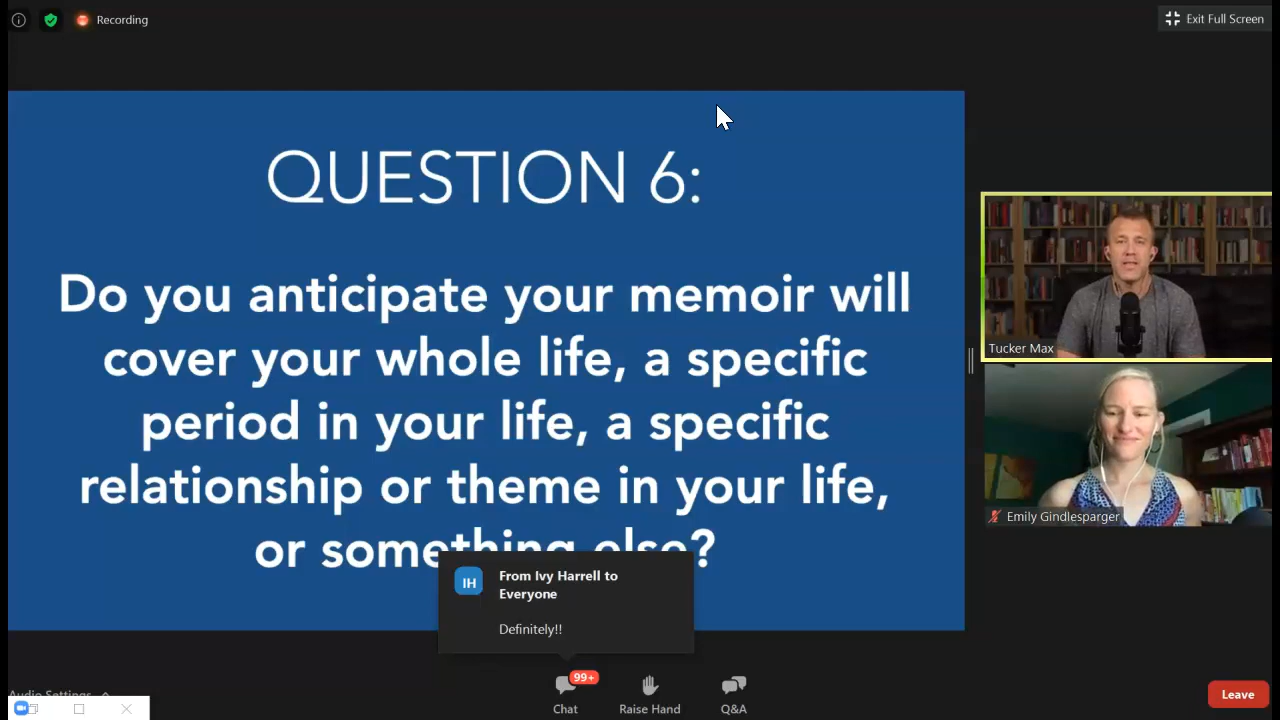 Recording
Exit Full Screen
QUESTION 6:
Do you anticipate your memoir will
cover your whole life, a specific
period in your life, a specific
relationship or theme in your life,
or something else?
Tucker Max
Emily Gindlesparger
IH
From Ivy Harrell to
Everyone
Definitely!!
Audio Settings
99+
Chat
Raise Hand
Q&A
Leave